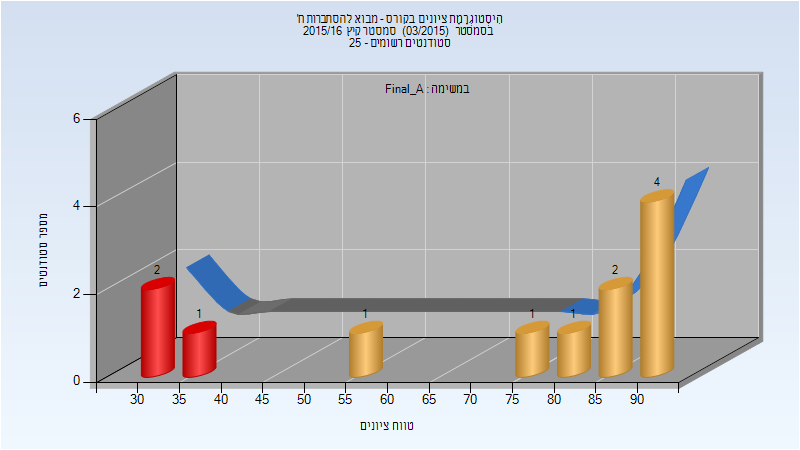 היסטוגרמת ציונים בקורס - מבוא להסתברות ח'
בסמסטר (03/2015) סמסטר קיץ 2015/16
סטודנטים רשומים - 25
במשימה : Final_A
מספר סטודנטים
6
4
2
0
2
1
1
1
1
2
4
30 35 40 45 50 55 60 65 70 75 80 85 90
טווח ציונים